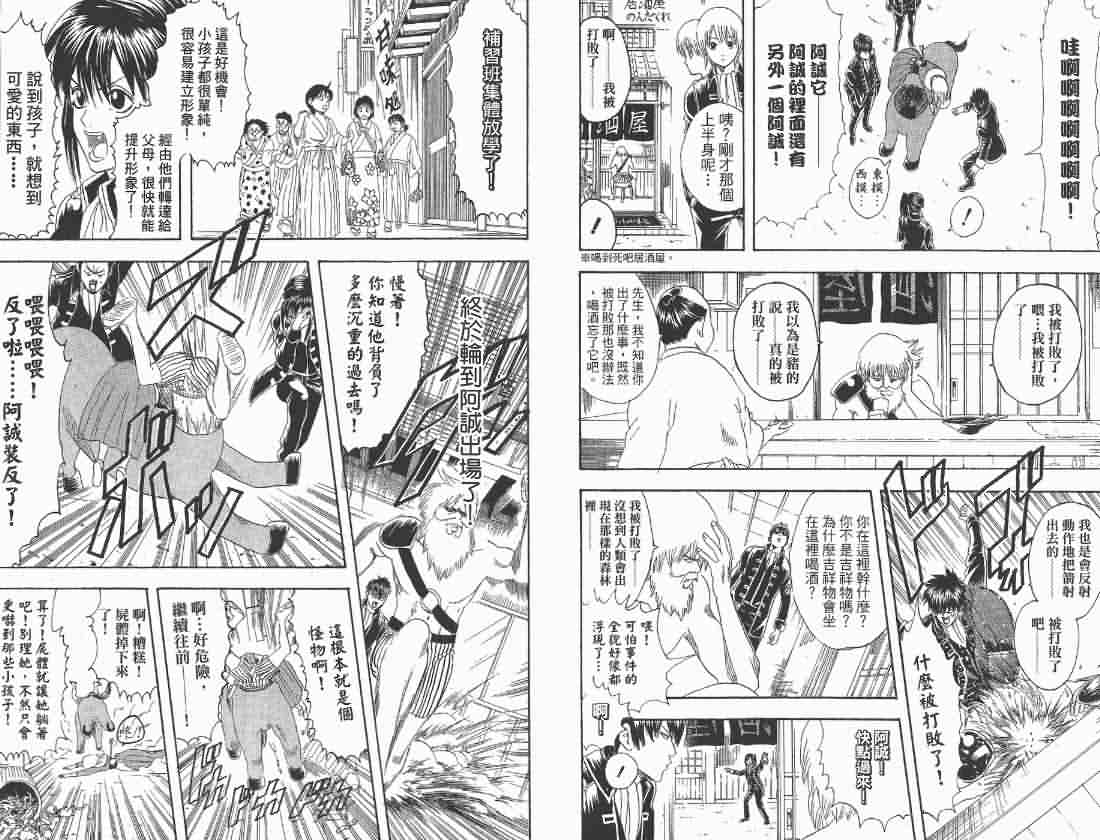 哇啊啊啊啊啊啊啊！
阿誠它
阿誠的裡面還有
另外一個阿誠！
東摸…
西摸…
！
居酒屋
のんだくれ
啊，
我被
打敗了——
咦？剛才那個
上半身呢…
酒屋
！
※喝到死吧居酒屋。
我被打敗了，
喂…我被打敗
了——
我以為是豬的
說——真的被
打敗了——
先生，我不知道你
出了什麼事，既然
被打敗那也沒辦法
，喝酒忘了它吧。
我也是會反射
動作地把箭射
出去的——
被打敗了
吧——
什麼被打敗了！
你在這裡幹什麼？
你不是吉祥物嗎？
為什麼吉祥物會坐
在這裡喝酒？
我被打敗了——
沒想到人類會出
現在那樣的森林
裡——
噗！
可怕事件的
全貌好像都
浮現了…
阿誠！
快點過來！
啊！
！
補習班集體放學了！
甘味処
這是好機會！
小孩子都很單純，
很容易建立形象！
經由他們轉達給
父母，很快就能
提升形象了！
說到孩子，就想到
可愛的東西……
終於輪到阿誠出場了！
慢著！
你知道他背負了
多麼沉重的過去嗎！
喂喂喂喂！
反了啦……阿誠裝反了！
這根本就是個
怪物啊！
啊…好危險，
繼續往前——
啊！糟糕！
屍體掉下來
了！
算了！屍體就讓她躺著
吧！別理她，不然只會
更嚇到那些小孩子！